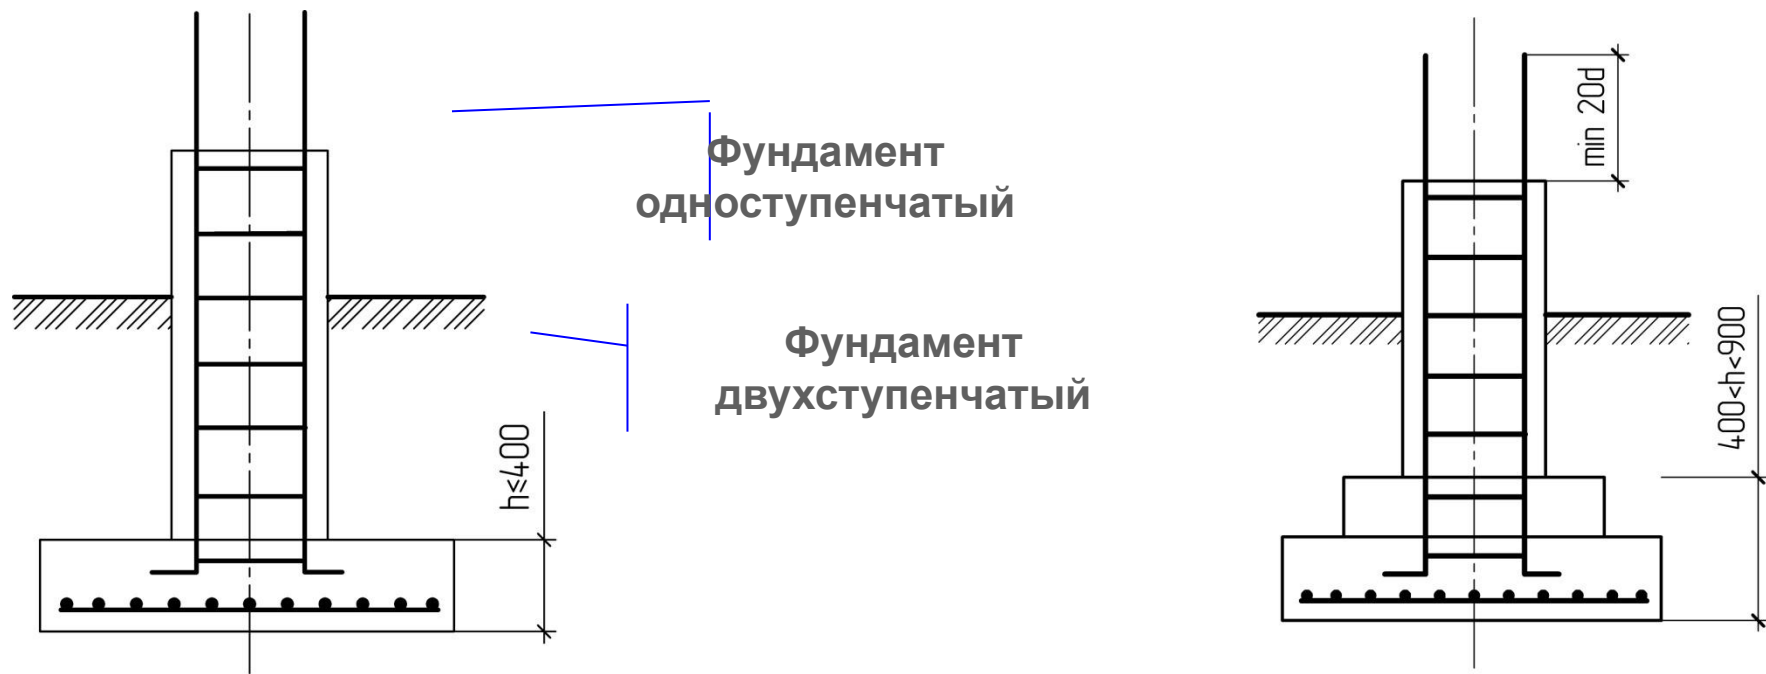 Фундамент
одноступенчатый
Фундамент
двухступенчатый
h≤400
min 20d
400<h<900